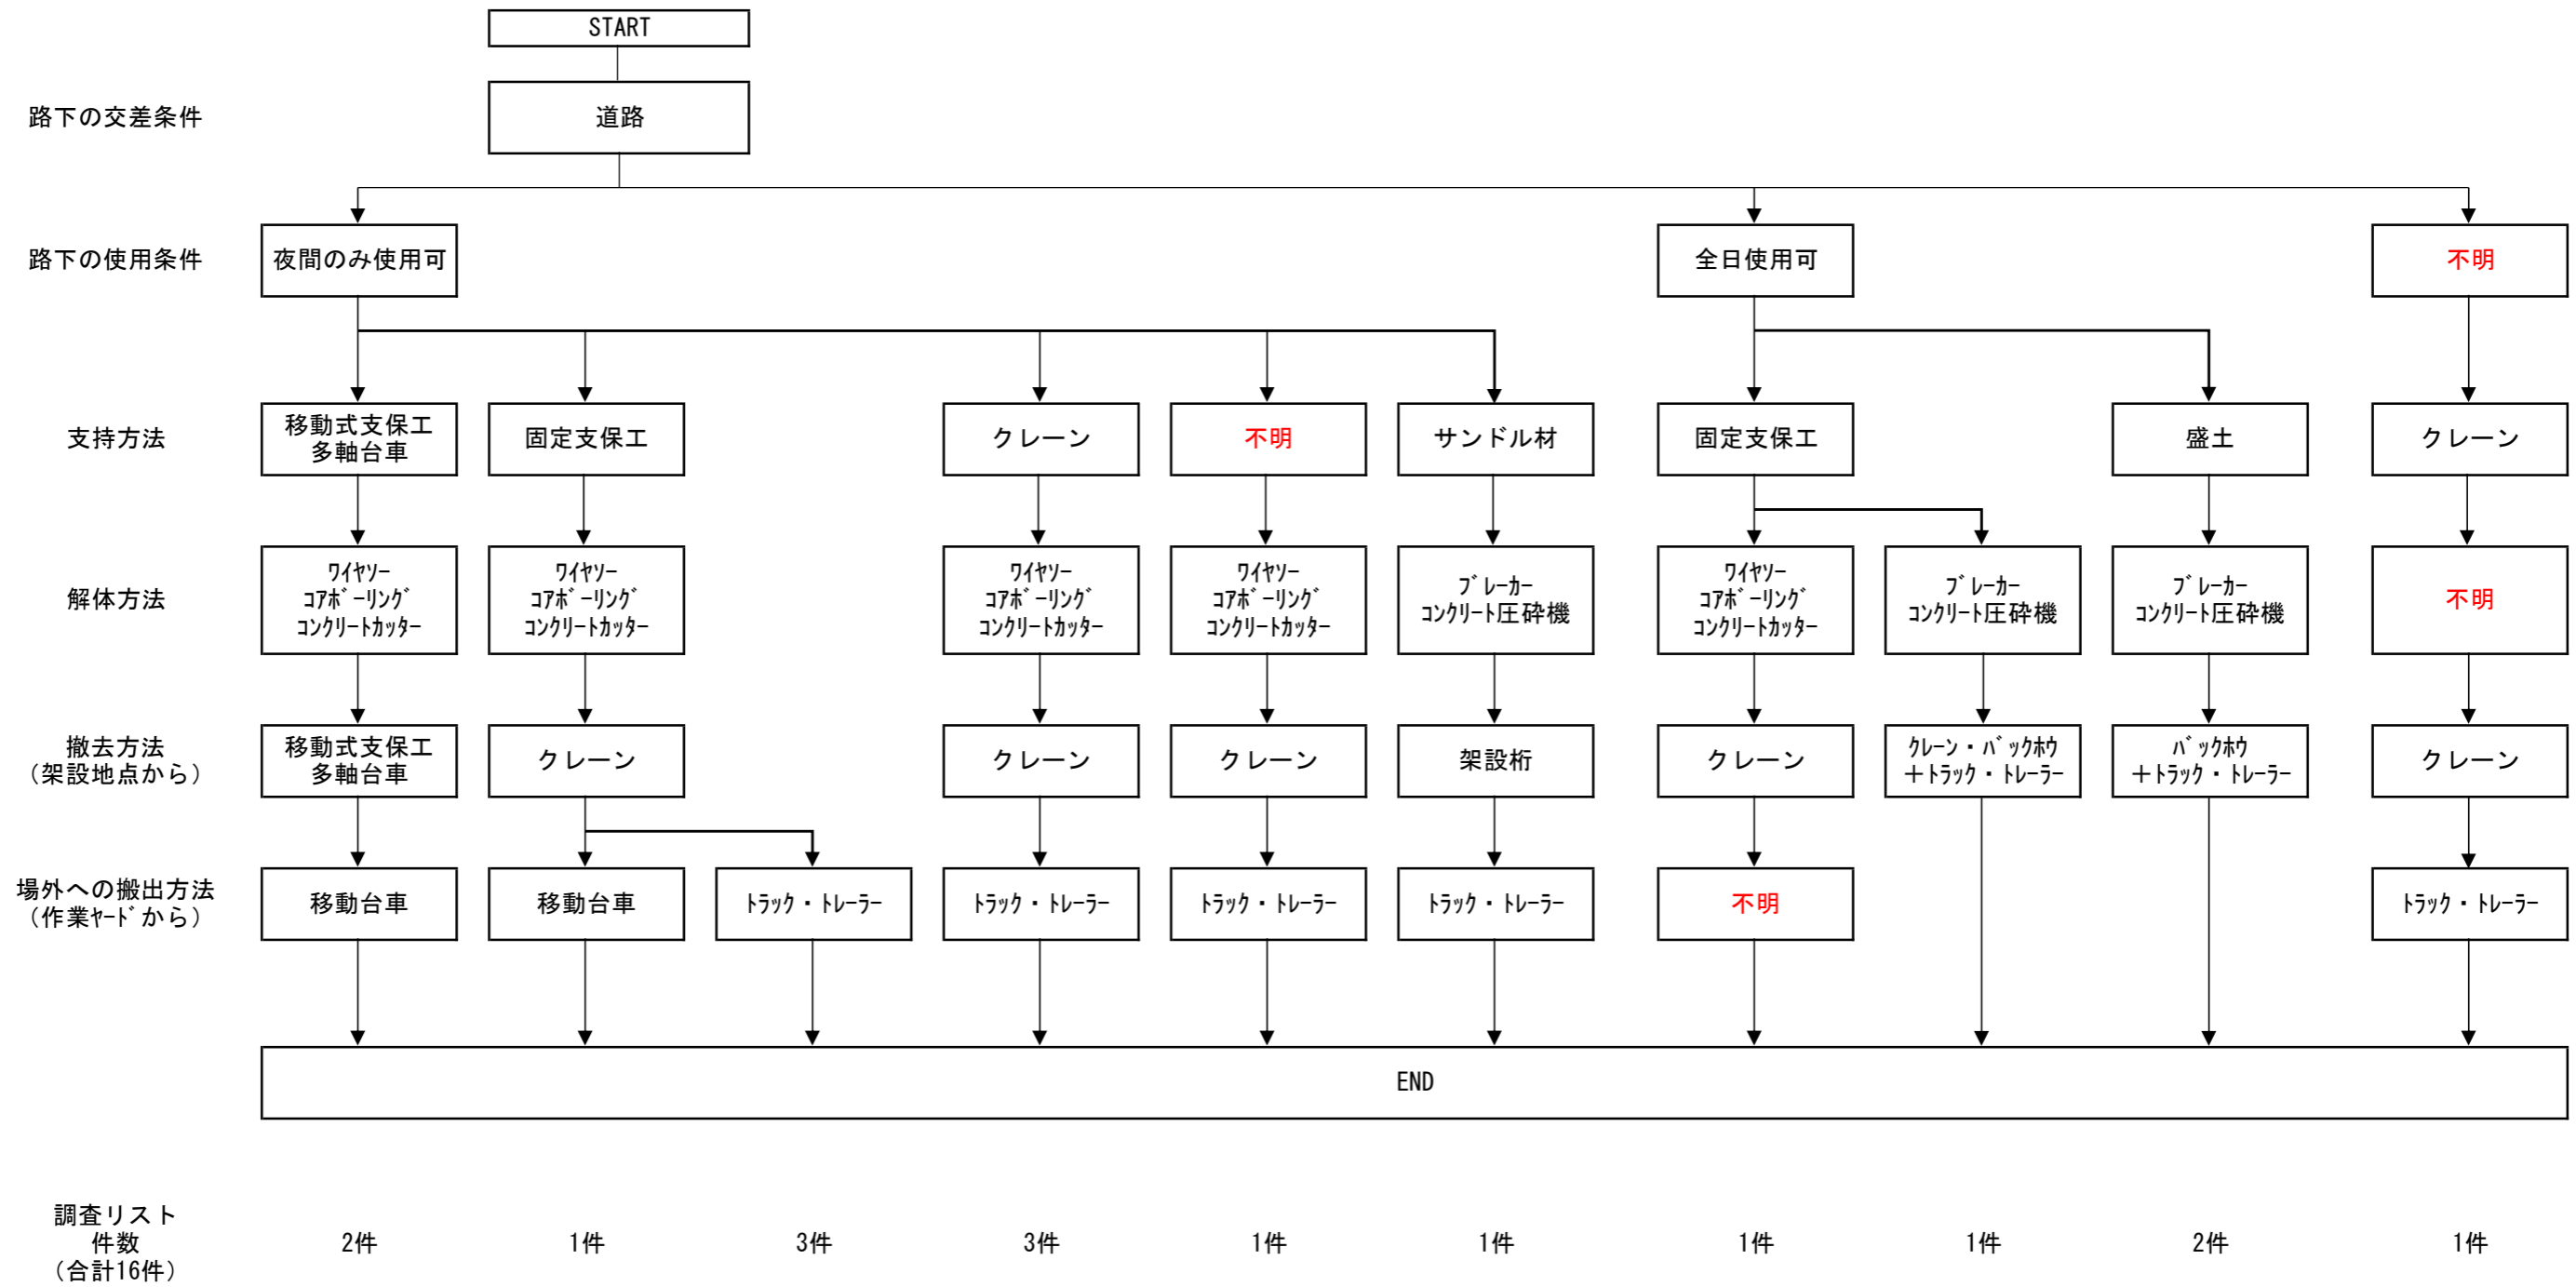 START
路下の交差条件
道路
路下の使用条件
夜間のみ使用可
全日使用可
不明
支持方法
移動式支保工
多軸台車
固定支保工
クレーン
不明
サンドル材
固定支保工
盛土
クレーン
解体方法
ﾜｲﾔｿｰ
ｺｱﾎﾞｰﾘﾝｸﾞ
ｺﾝｸﾘｰﾄｶｯﾀｰ
ﾜｲﾔｿｰ
ｺｱﾎﾞｰﾘﾝｸﾞ
ｺﾝｸﾘｰﾄｶｯﾀｰ
ﾜｲﾔｿｰ
ｺｱﾎﾞｰﾘﾝｸﾞ
ｺﾝｸﾘｰﾄｶｯﾀｰ
ﾜｲﾔｿｰ
ｺｱﾎﾞｰﾘﾝｸﾞ
ｺﾝｸﾘｰﾄｶｯﾀｰ
ﾌﾞﾚｰｶｰ
ｺﾝｸﾘｰﾄ圧砕機
ﾜｲﾔｿｰ
ｺｱﾎﾞｰﾘﾝｸﾞ
ｺﾝｸﾘｰﾄｶｯﾀｰ
ﾌﾞﾚｰｶｰ
ｺﾝｸﾘｰﾄ圧砕機
ﾌﾞﾚｰｶｰ
ｺﾝｸﾘｰﾄ圧砕機
不明
撤去方法
（架設地点から）
移動式支保工
多軸台車
クレーン
クレーン
クレーン
架設桁
クレーン
ｸﾚｰﾝ・ﾊﾞｯｸﾎｳ
＋ﾄﾗｯｸ・ﾄﾚｰﾗｰ
ﾊﾞｯｸﾎｳ
＋ﾄﾗｯｸ・ﾄﾚｰﾗｰ
クレーン
場外への搬出方法
（作業ﾔｰﾄﾞから）
移動台車
移動台車
ﾄﾗｯｸ・ﾄﾚｰﾗｰ
ﾄﾗｯｸ・ﾄﾚｰﾗｰ
ﾄﾗｯｸ・ﾄﾚｰﾗｰ
ﾄﾗｯｸ・ﾄﾚｰﾗｰ
不明
ﾄﾗｯｸ・ﾄﾚｰﾗｰ
END
調査リスト
件数
（合計16件）
2件
1件
3件
3件
1件
1件
1件
1件
2件
1件